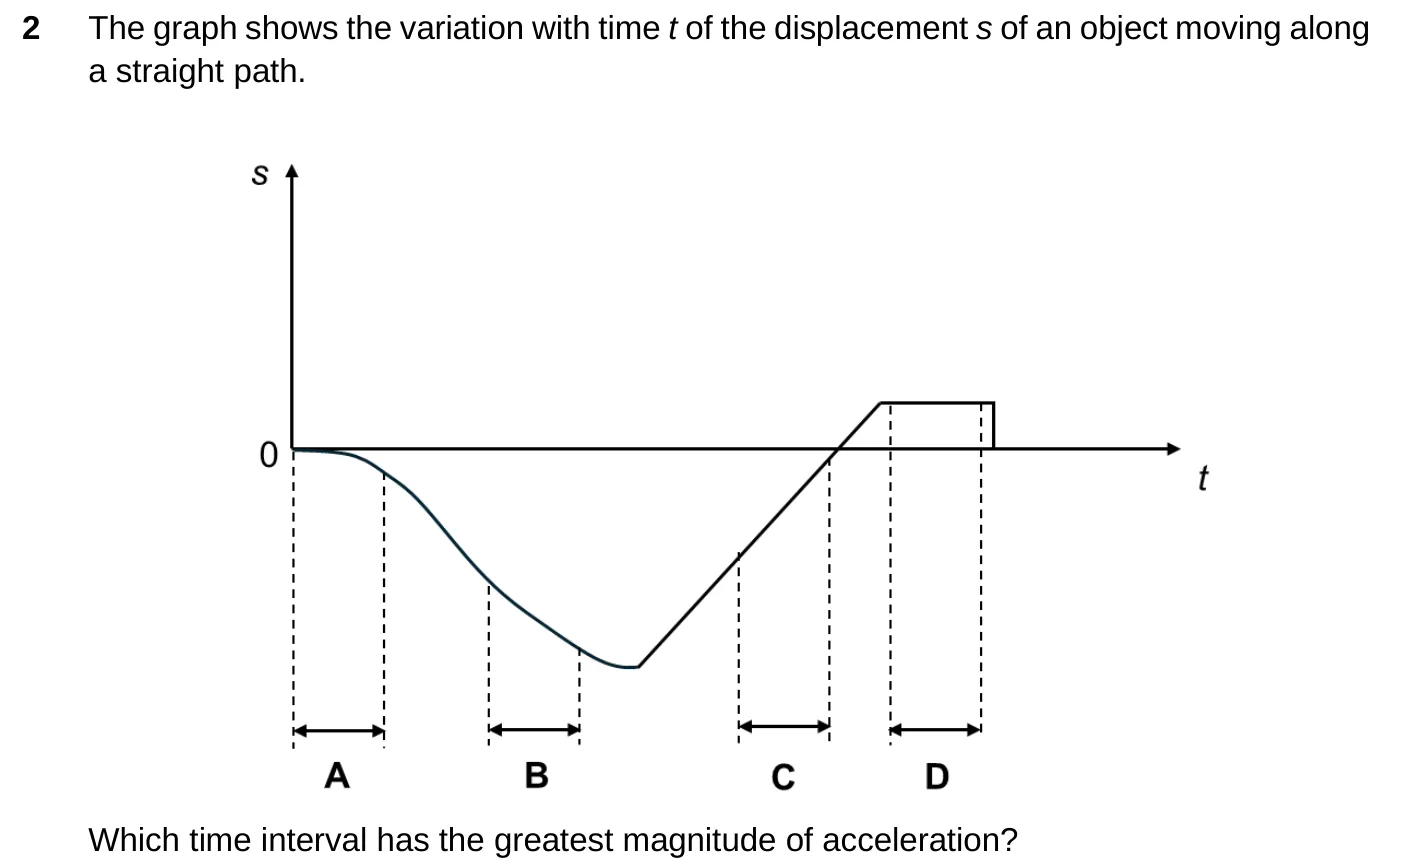 2 The graph shows the variation with time t of the displacement s of an object moving along
a straight path.
s
0
t
A B C D
Which time interval has the greatest magnitude of acceleration?